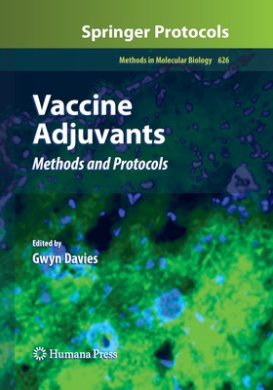 Springer Protocols
Methods in Molecular Biology 626
Vaccine
Adjuvants
Methods and Protocols
Edited by
Gwyn Davies
Humana Press